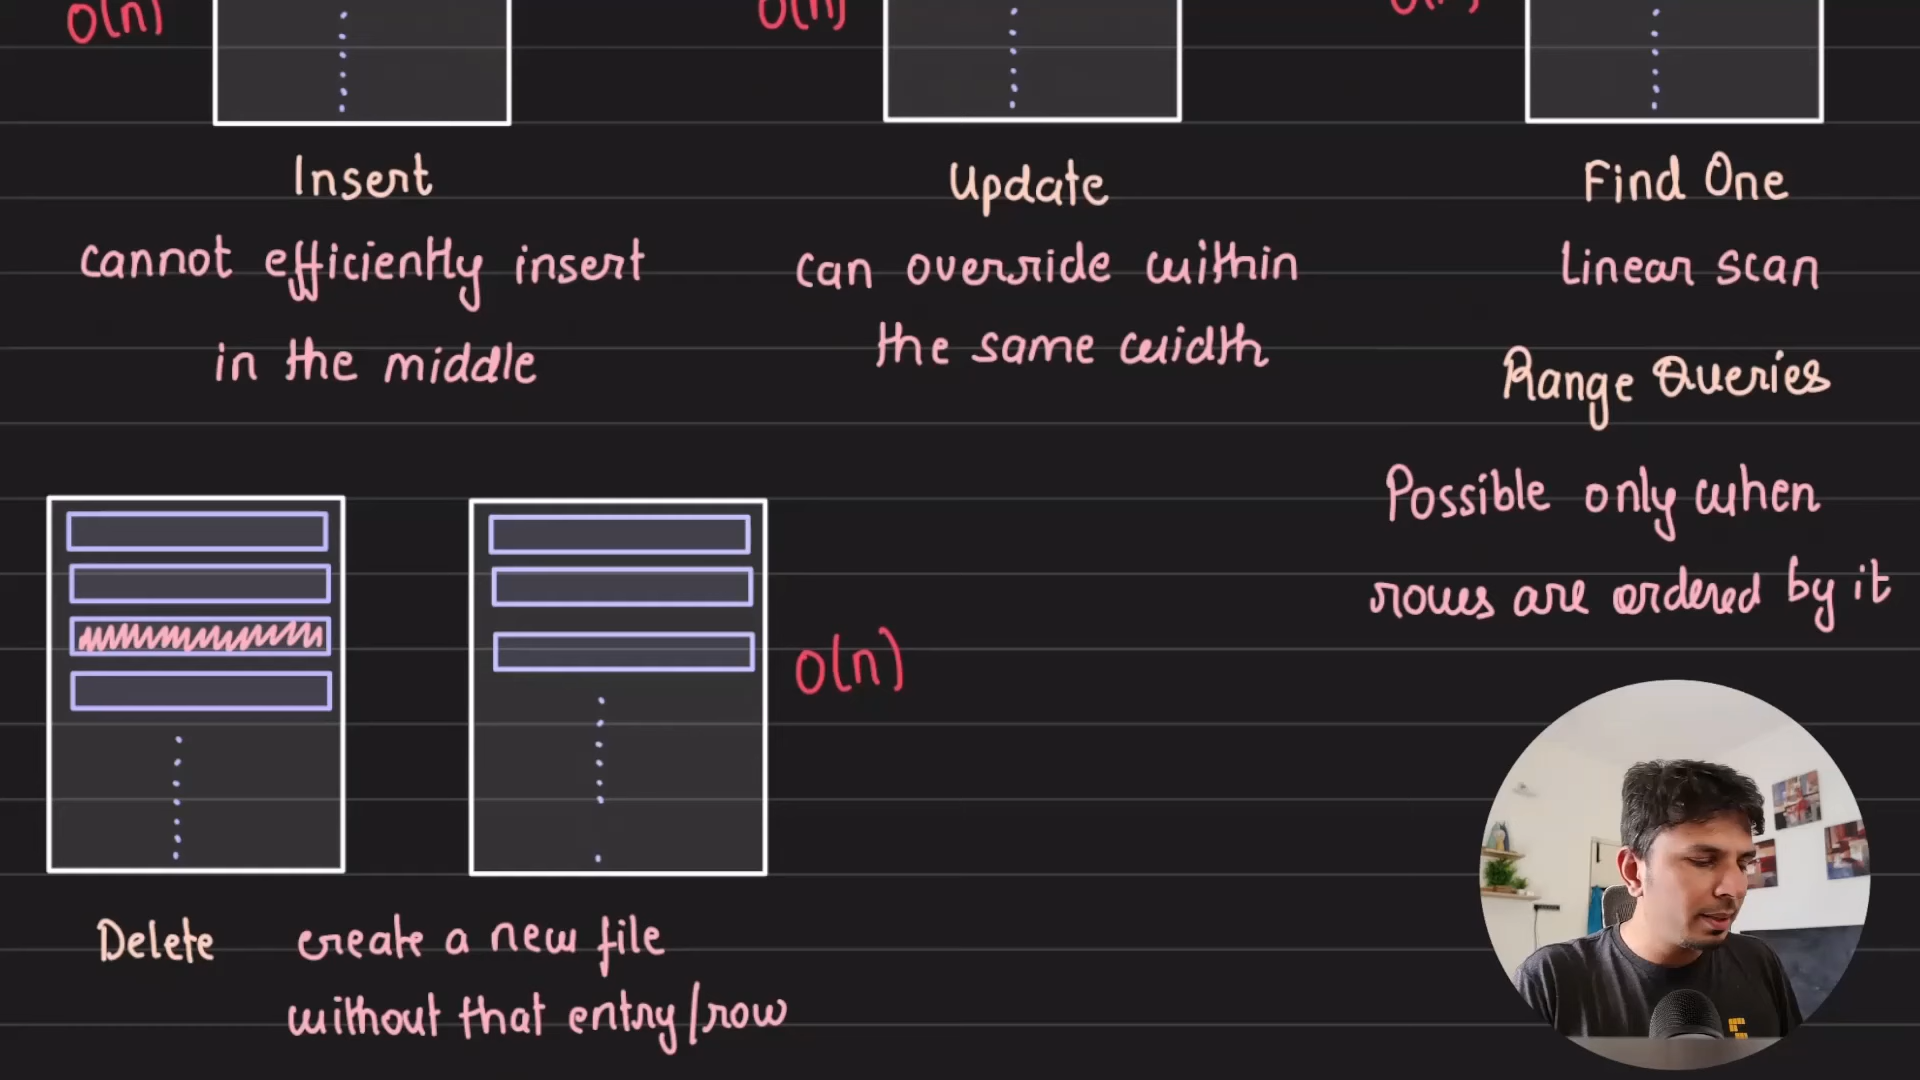 O(n)
O(n)
Insert
cannot efficiently insert
in the middle
Update
can override within
the same width
Find One
Linear scan
Range Queries
Possible only when
rows are ordered by it
O(n)
Delete
create a new file
without that entry/row